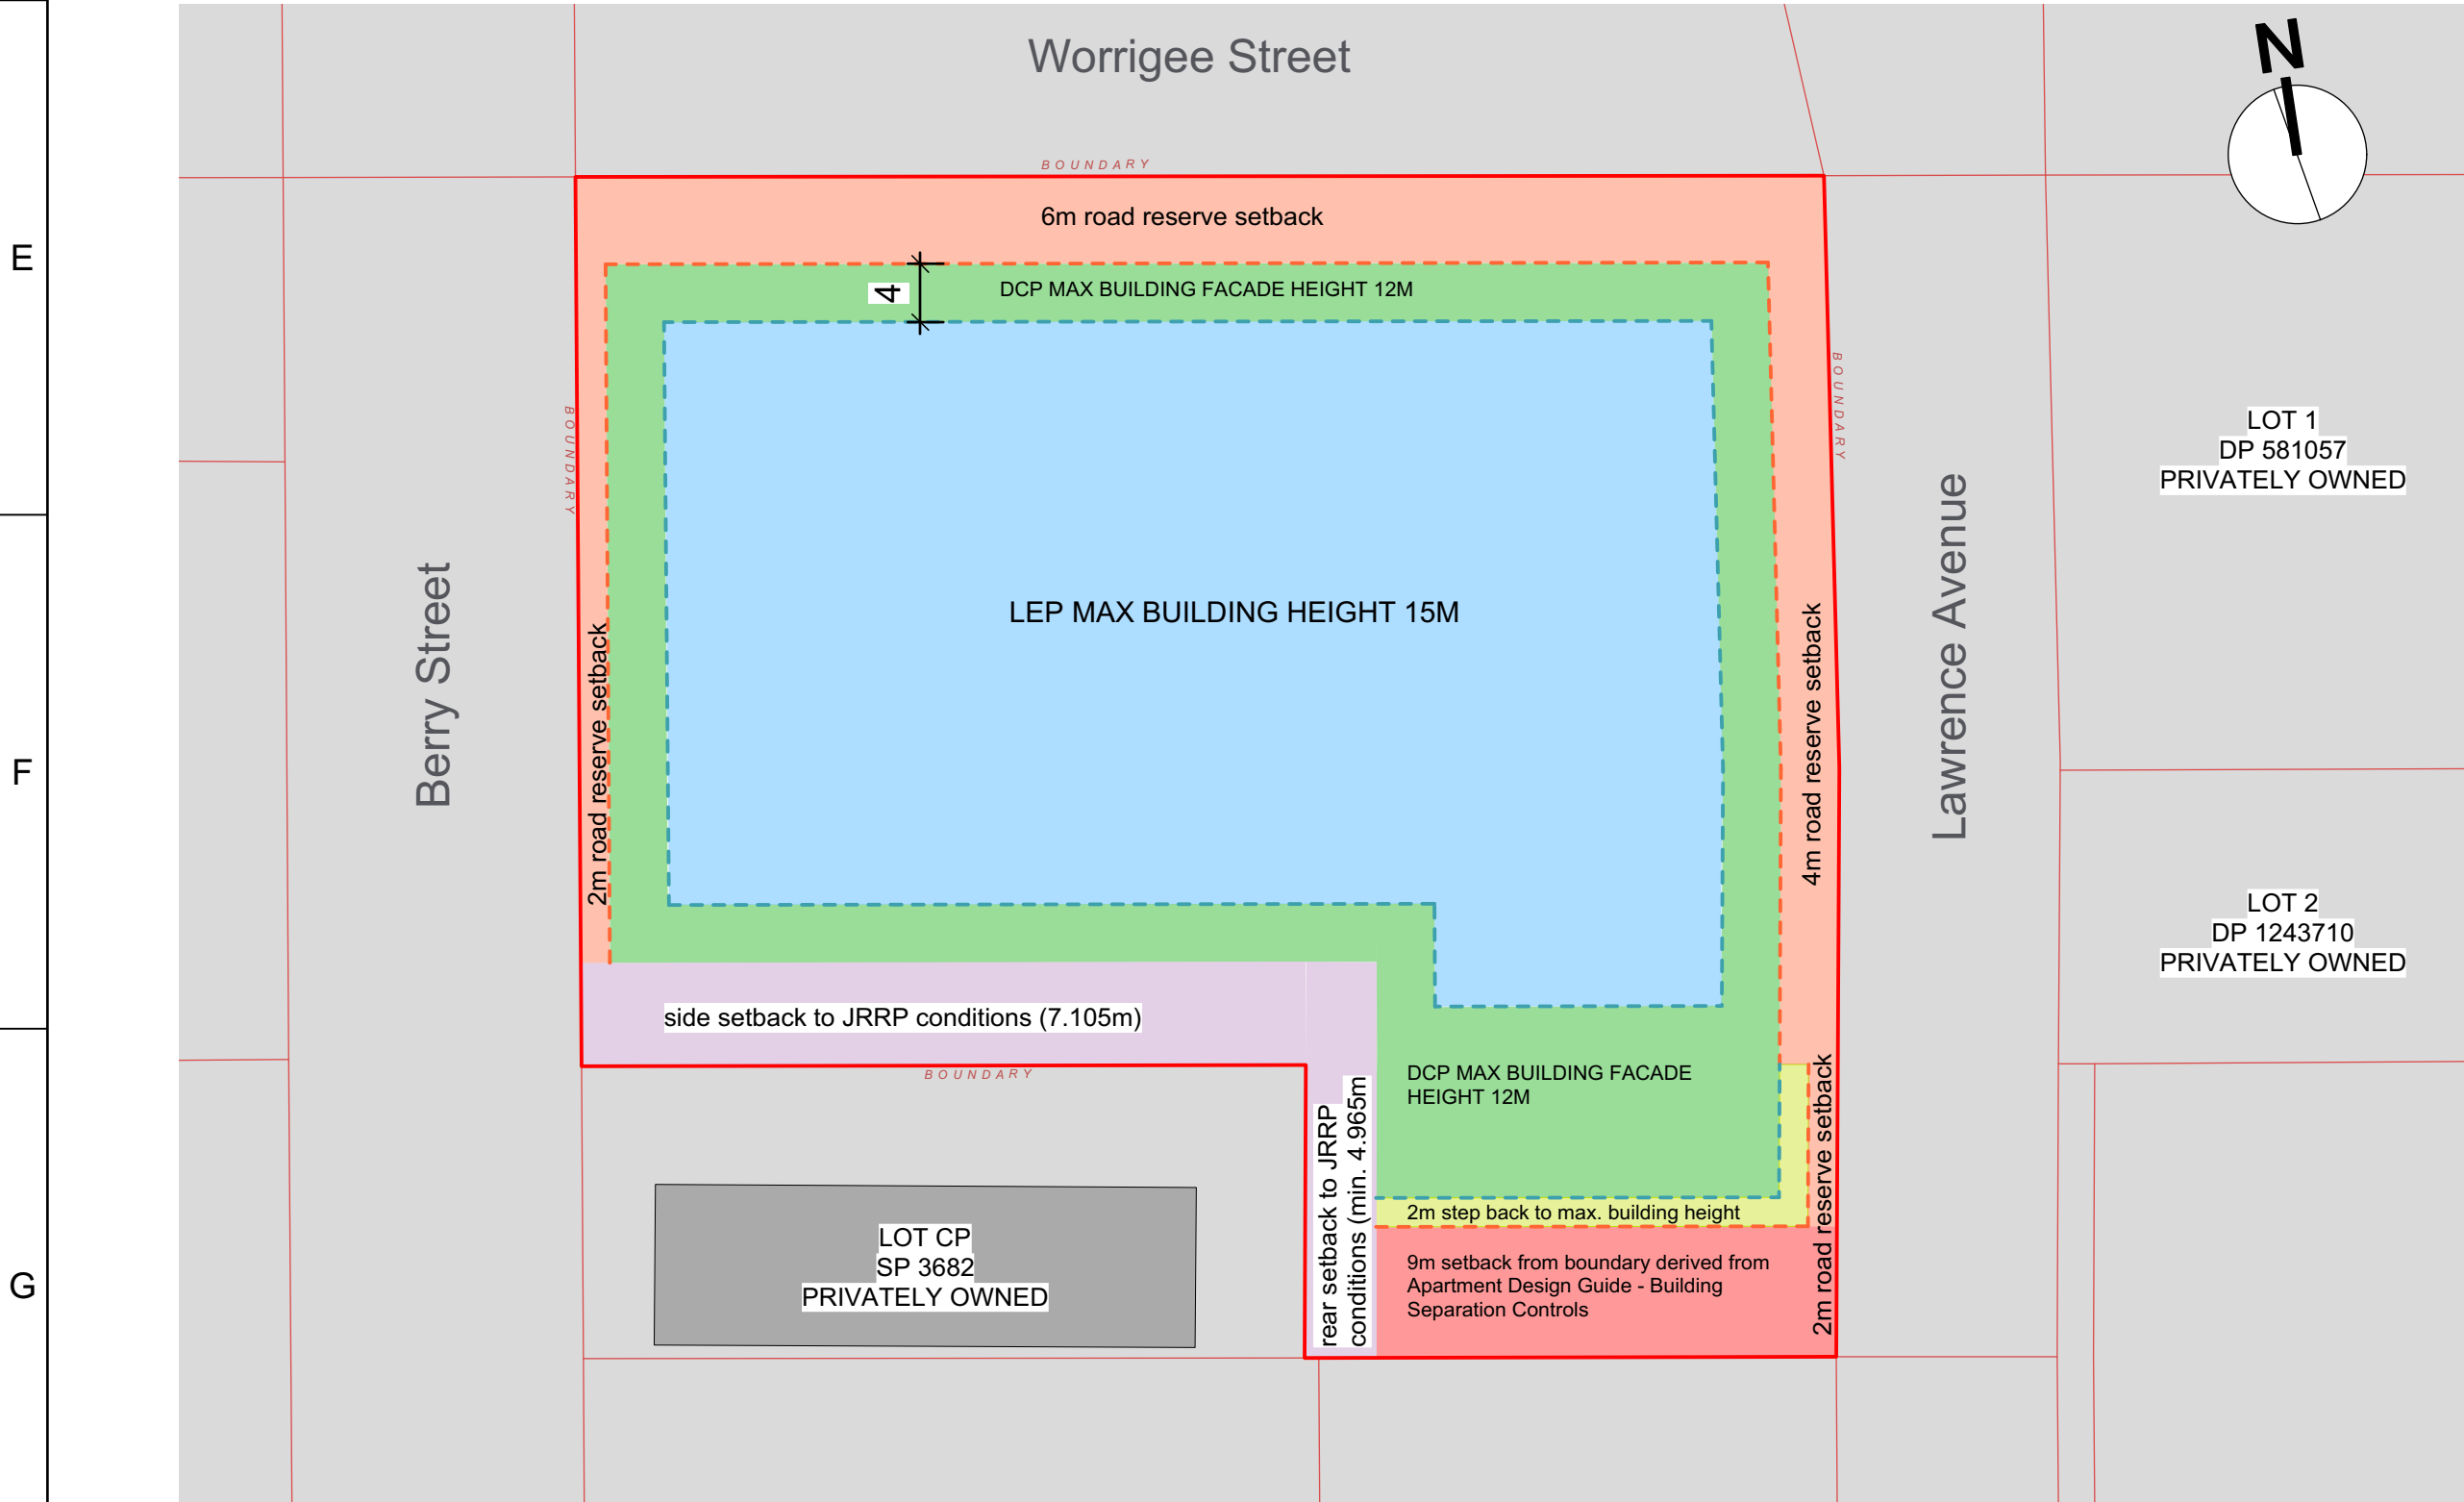 Worrigee Street
N
BOUNDARY
6m road reserve setback
E
4
DCP MAX BUILDING FACADE HEIGHT 12M
BOUNDARY
BOUNDARY
LOT 1
DP 581057
PRIVATELY OWNED
LEP MAX BUILDING HEIGHT 15M
Berry Street
2m road reserve setback
4m road reserve setback
Lawrence Avenue
F
LOT 2
DP 1243710
PRIVATELY OWNED
side setback to JRRP conditions (7.105m)
BOUNDARY
DCP MAX BUILDING FACADE
HEIGHT 12M
rear setback to JRRP
conditions (min. 4.965m
2m road reserve setback
2m step back to max. building height
LOT CP
SP 3682
PRIVATELY OWNED
G
9m setback from boundary derived from
Apartment Design Guide - Building
Separation Controls